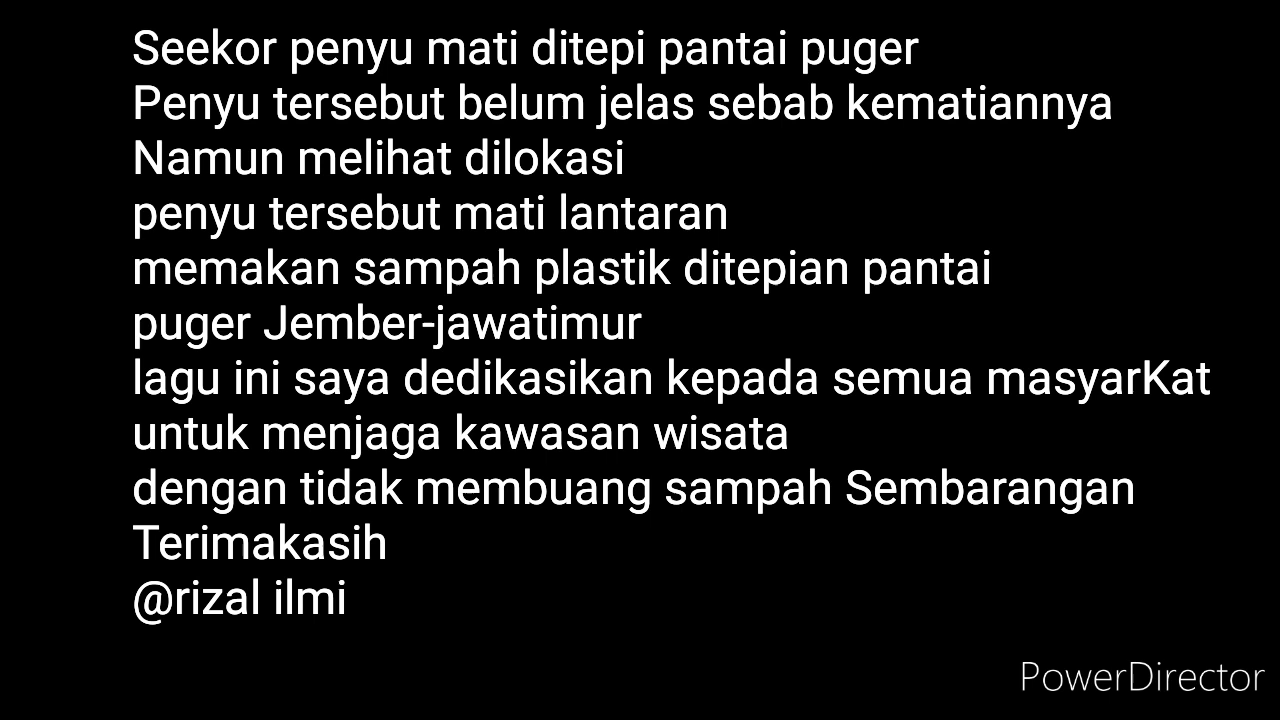 Seekor penyu mati ditepi pantai puger
Penyu tersebut belum jelas sebab kematiannya
Namun melihat dilokasi
penyu tersebut mati lantaran
memakan sampah plastik ditepian pantai
puger Jember-jawatimur
lagu ini saya dedikasikan kepada semua masyarKat
untuk menjaga kawasan wisata
dengan tidak membuang sampah Sembarangan
Terimakasih
@rizal ilmi
PowerDirector